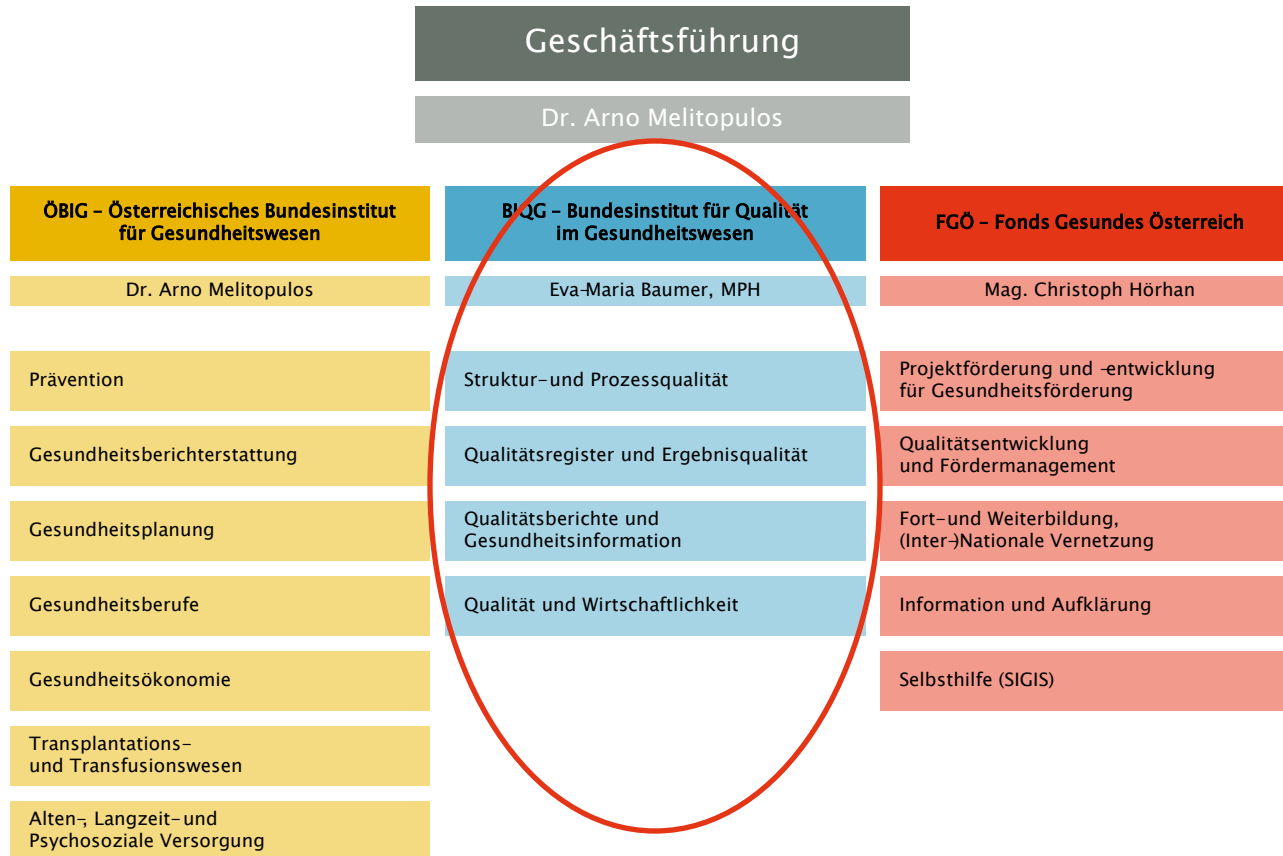 Geschäftsführung
Dr. Arno Melitopulos
ÖBIG – Österreichisches Bundesinstitut
für Gesundheitswesen
Dr. Arno Melitopulos
Prävention
Gesundheitsberichterstattung
Gesundheitsplanung
Gesundheitsberufe
Gesundheitsökonomie
Transplantations–
und Transfusionswesen
Alten–, Langzeit–und
Psychosoziale Versorgung
BIQG – Bundesinstitut für Qualität
im Gesundheitswesen
Eva–Maria Baumer, MPH
Struktur–und Prozessqualität
Qualitätsregister und Ergebnisqualität
Qualitätsberichte und
Gesundheitsinformation
Qualität und Wirtschaftlichkeit
FGÖ – Fonds Gesundes Österreich
Mag. Christoph Hörhan
Projektförderung und –entwicklung
für Gesundheitsförderung
Qualitätsentwicklung
und Fördermanagement
Fort–und Weiterbildung,
(Inter–)Nationale Vernetzung
Information und Aufklärung
Selbsthilfe (SIGIS)